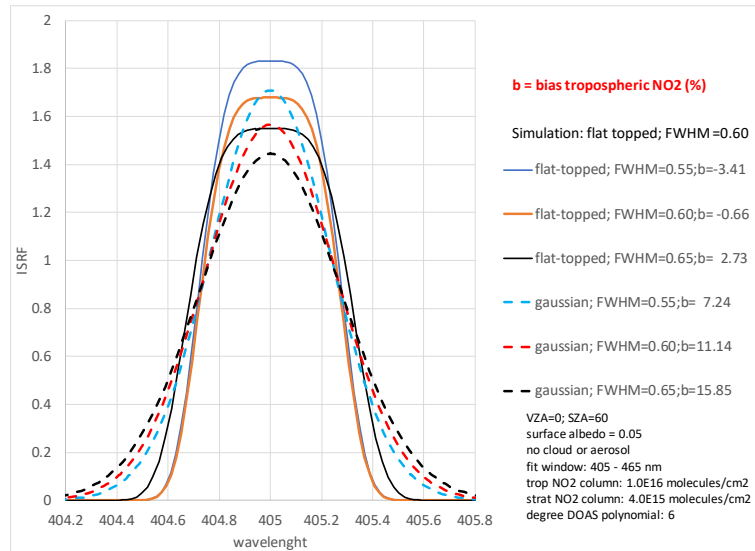 2
1.8
1.6
1.4
1.2
1
0.8
0.6
0.4
0.2
0
ISRF
404.2 404.4 404.6 404.8 405 405.2 405.4 405.6 405.8
wavelenght
b = bias tropospheric NO2 (%)
Simulation: flat topped; FWHM =0.60
flat-topped; FWHM=0.55;b=-3.41
flat-topped; FWHM=0.60;b= -0.66
flat-topped; FWHM=0.65;b= 2.73
gaussian; FWHM=0.55;b= 7.24
gaussian; FWHM=0.60;b=11.14
gaussian; FWHM=0.65;b=15.85
VZA=0; SZA=60
surface albedo = 0.05
no cloud or aerosol
fit window: 405 - 465 nm
trop NO2 column: 1.0E16 molecules/cm2
strat NO2 column: 4.0E15 molecules/cm2
degree DOAS polynomial: 6